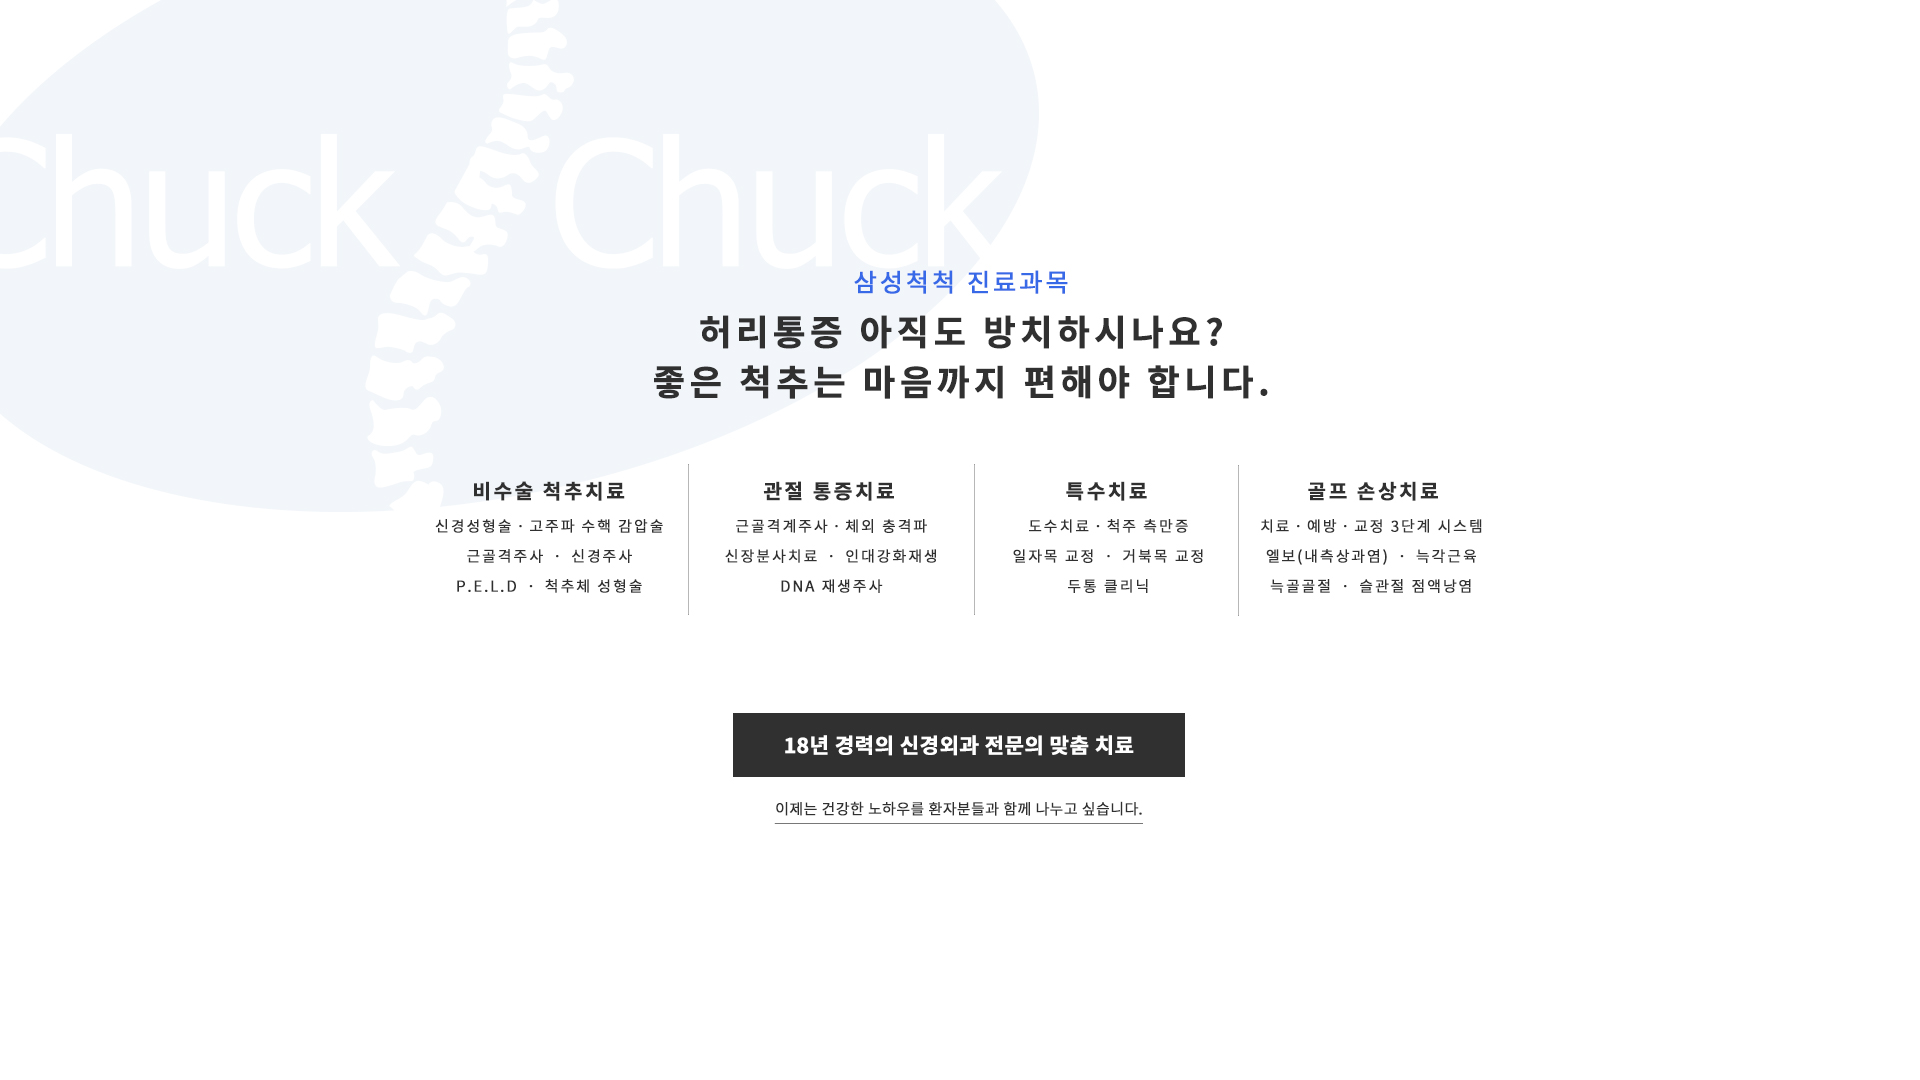 Chuck Chuck
삼성척척 진료과목
허리통증 아직도 방치하시나요?
좋은 척추는 마음까지 편해야 합니다.
비수술 척추치료
신경성형술 · 고주파 수핵 감압술
근골격주사 · 신경주사
P.E.L.D · 척추체 성형술
관절 통증치료
근골격계주사 · 체외 충격파
신장분사치료 · 인대강화재생
DNA 재생주사
특수치료
도수치료 · 척주 측만증
일자목 교정 · 거북목 교정
두통 클리닉
골프 손상치료
치료 · 예방 · 교정 3단계 시스템
엘보(내측상과염) · 늑각근육
늑골골절 · 슬관절 점액낭염
18년 경력의 신경외과 전문의 맞춤 치료
이제는 건강한 노하우를 환자분들과 함께 나누고 싶습니다.